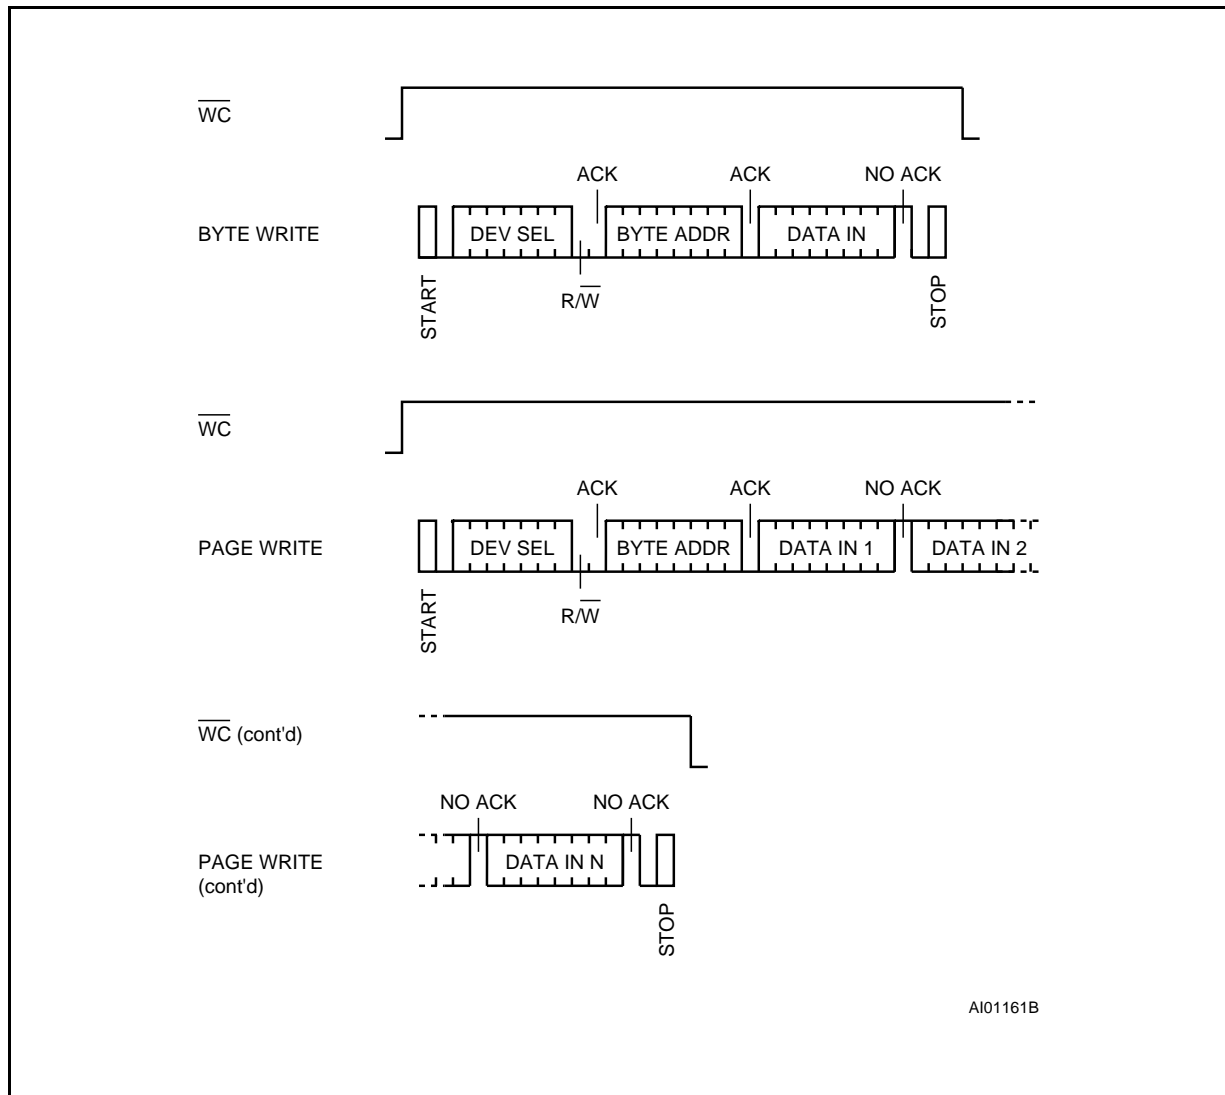 WC
ACK ACK NO ACK
BYTE WRITE DEV SEL BYTE ADDR DATA IN
R/W
START STOP
WC
ACK ACK NO ACK
PAGE WRITE DEV SEL BYTE ADDR DATA IN 1 DATA IN 2
R/W
START
WC (cont'd)
NO ACK NO ACK
PAGE WRITE DATA IN N
(cont'd)
STOP
AI01161B